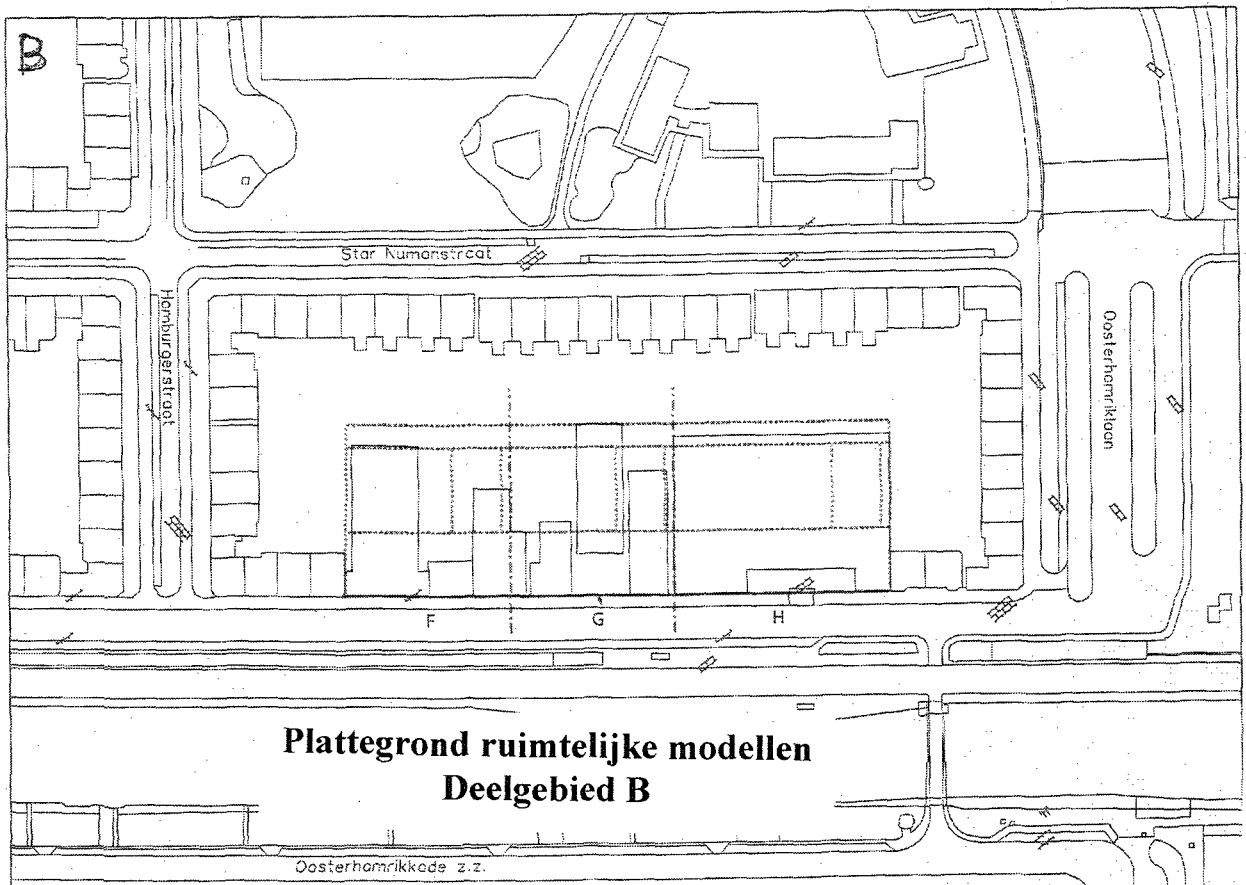 B
Star Numanstraat
Hamburgerstraat
Oosterhamriklaan
F G H
Plattegrond ruimtelijke modellen
Deelgebied B
Oosterhamrikkade z.z.